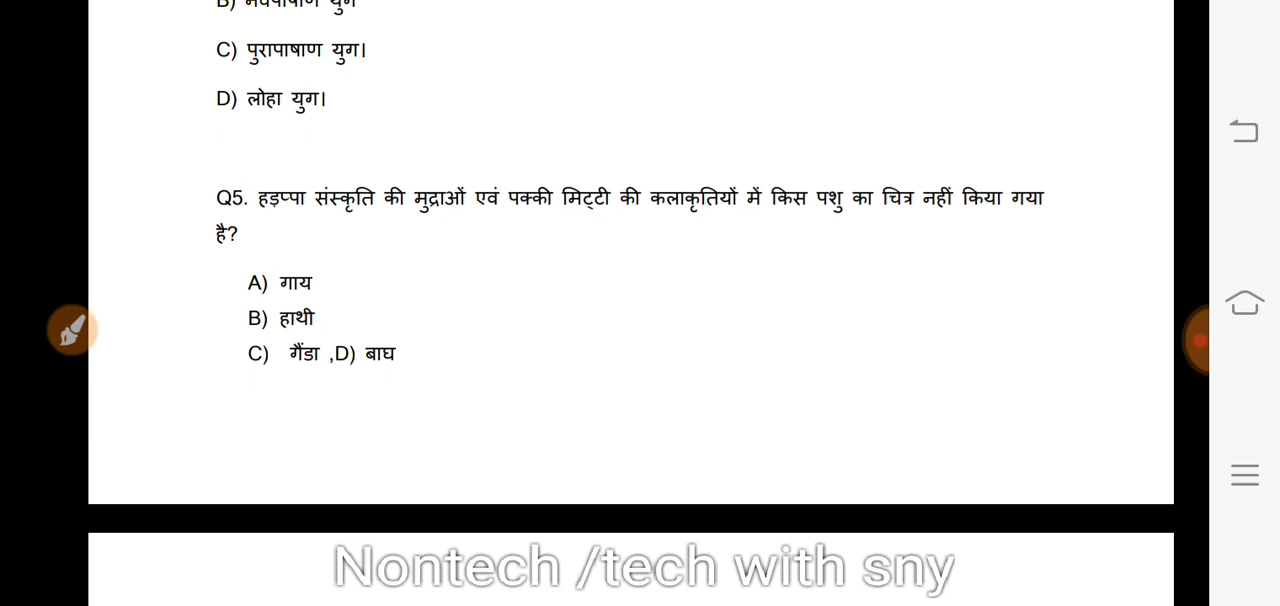 C) पुरापाषाण युग।
D) लोहा युग।
Q5. हड़प्पा संस्कृति की मुद्राओं एवं पक्की मिट्टी की कलाकृतियों में किस पशु का चित्र नहीं किया गया
है?
A) गाय
B) हाथी
C) गैंडा ,D) बाघ
Nontech /tech with sny